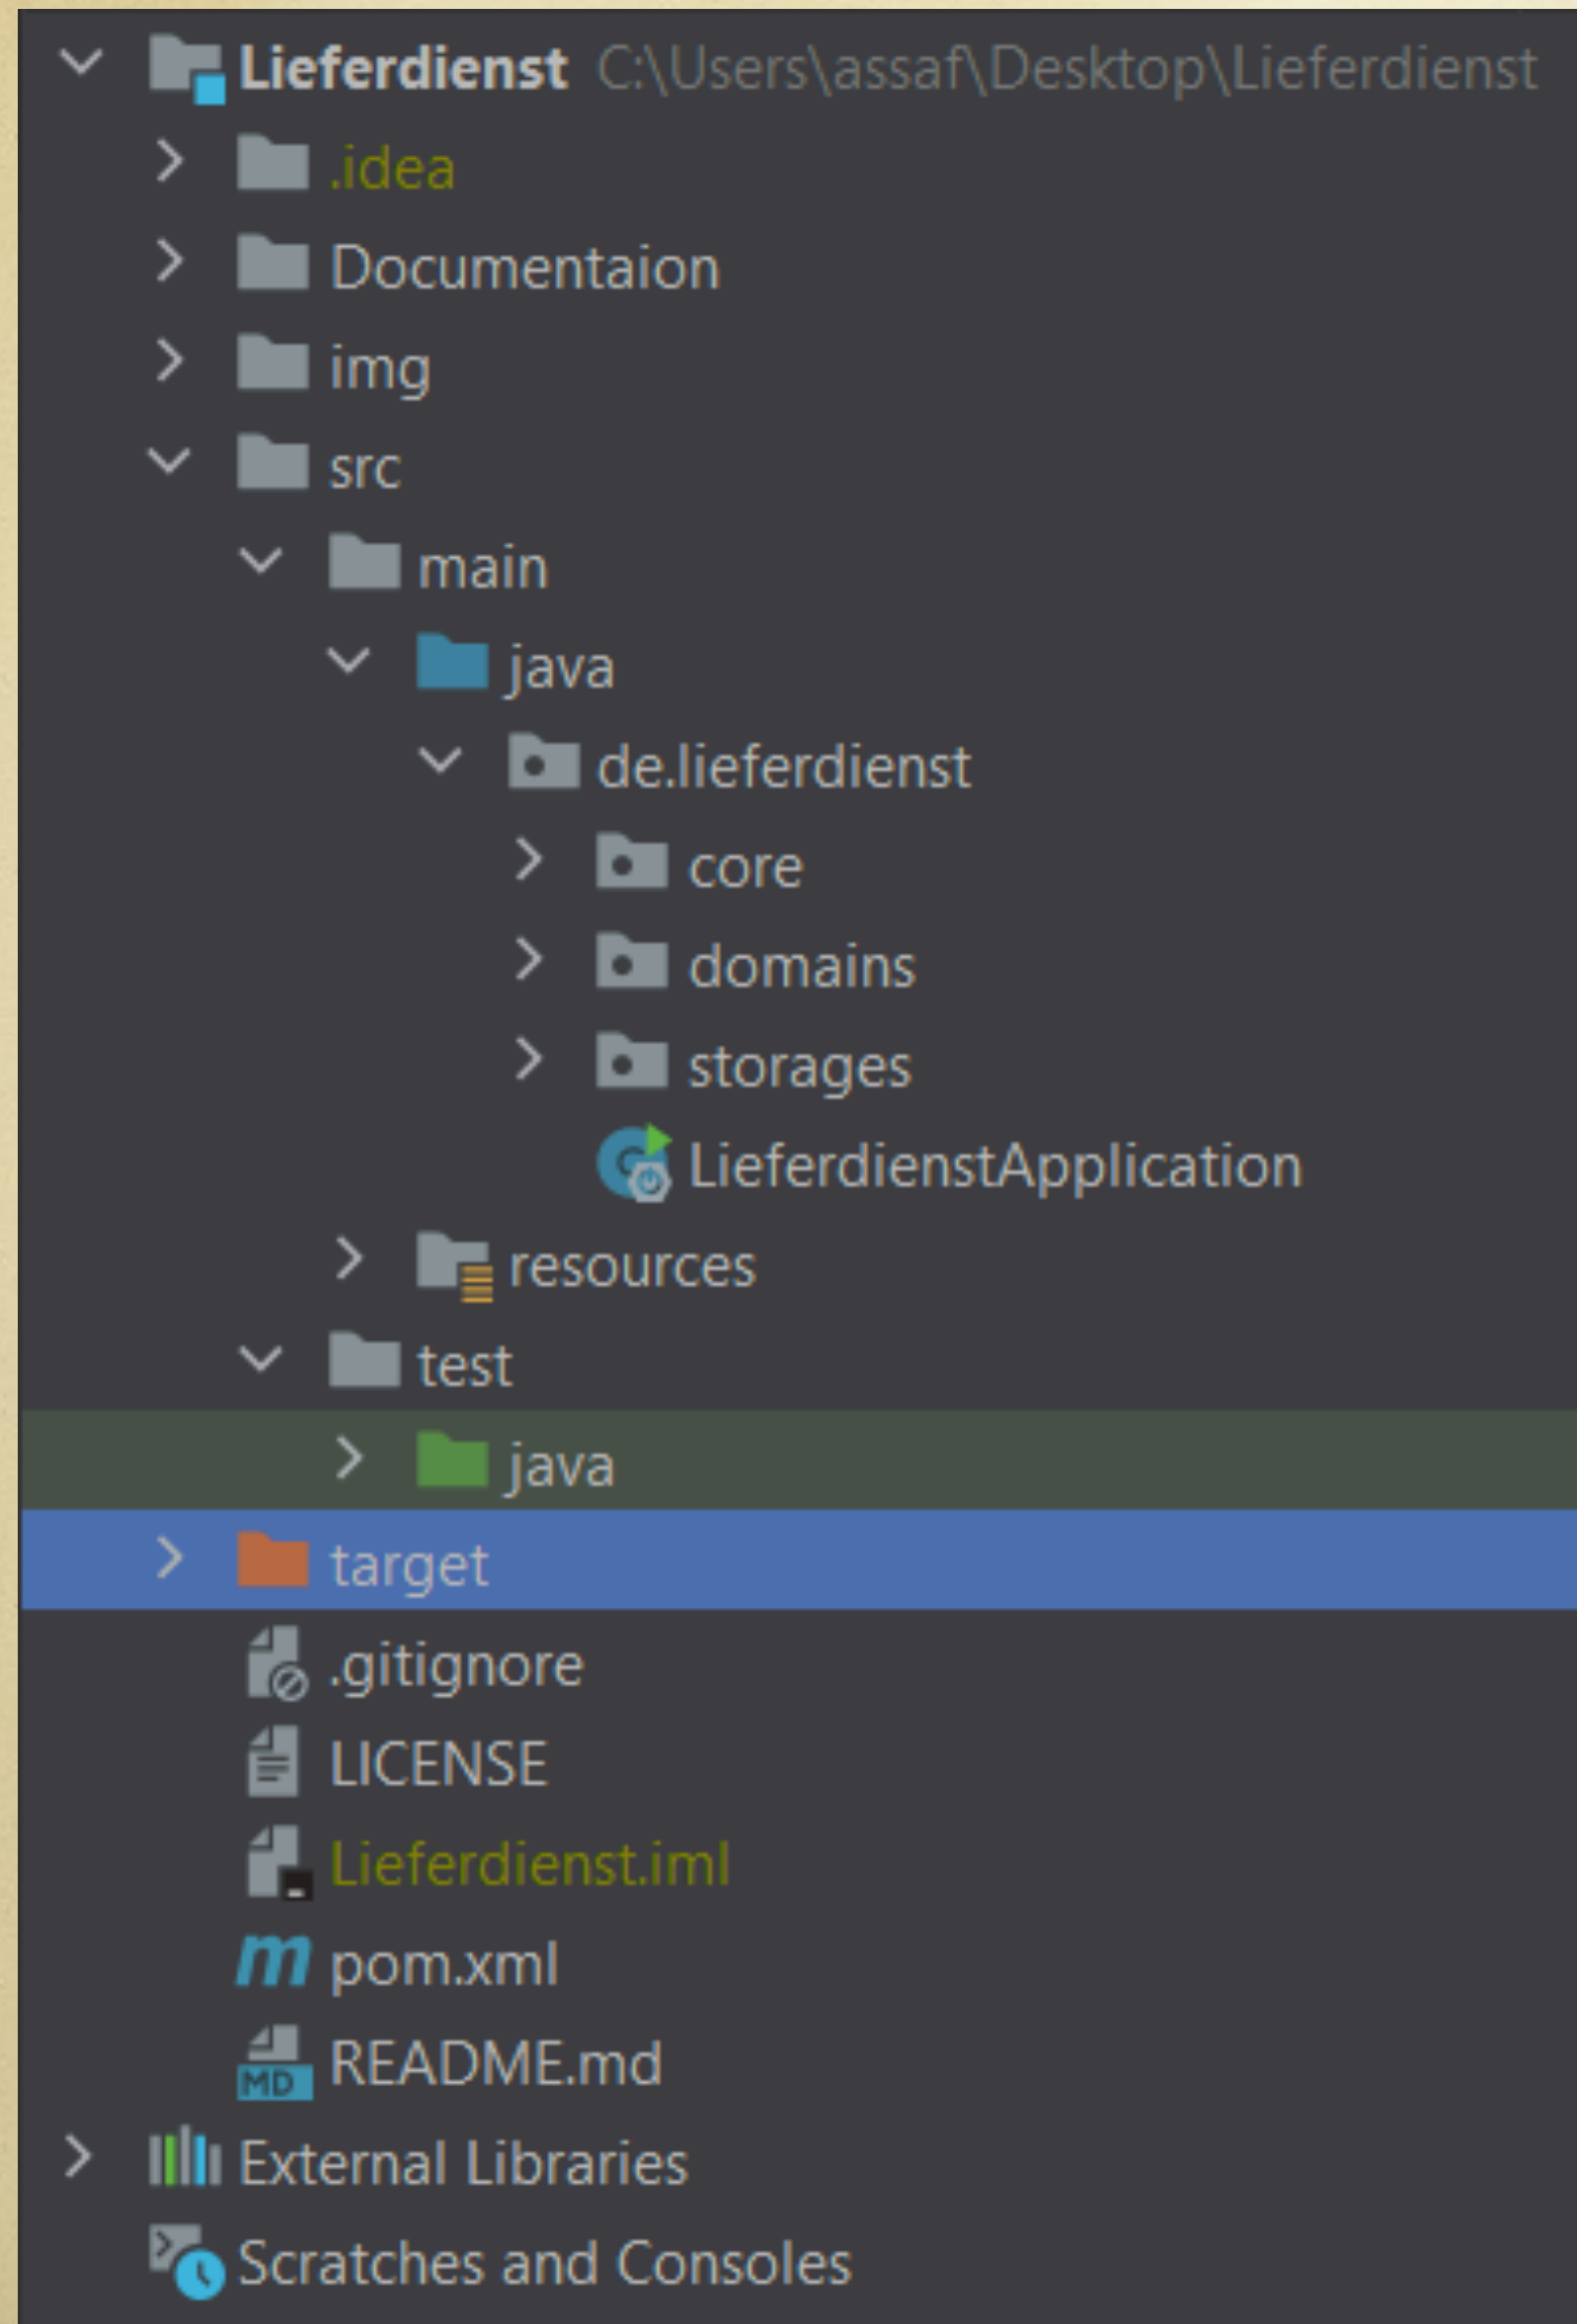 Lieferdienst C:\Users\assaf\Desktop\Lieferdienst
.idea
Documentaion
img
src
main
java
de.lieferdienst
core
domains
storages
LieferdienstApplication
resources
test
java
target
.gitignore
LICENSE
Lieferdienst.iml
m pom.xml
MD README.md
External Libraries
Scratches and Consoles